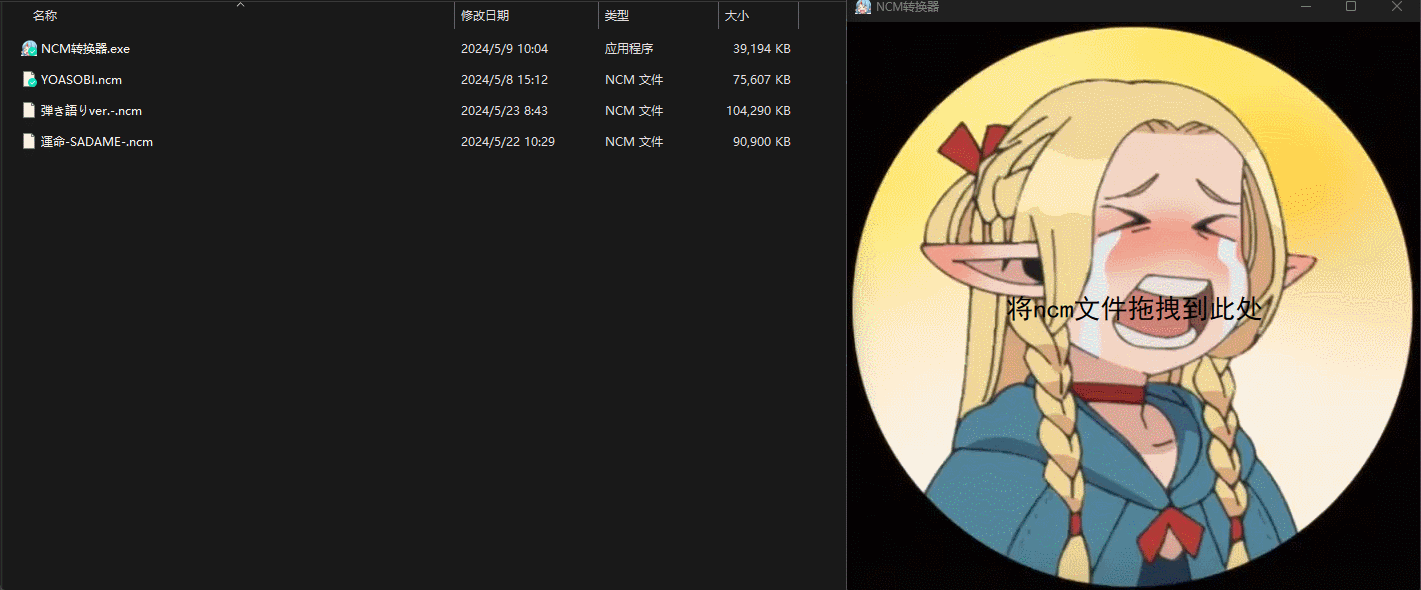 名称 修改日期 类型 大小
NCM转换器.exe 2024/5/9 10:04 应用程序 39,194 KB
YOASOBI.ncm 2024/5/8 15:12 NCM 文件 75,607 KB
弾き語りver.-.ncm 2024/5/23 8:43 NCM 文件 104,290 KB
運命-SADAME-.ncm 2024/5/22 10:29 NCM 文件 90,900 KB
NCM转换器
将ncm文件拖拽到此处